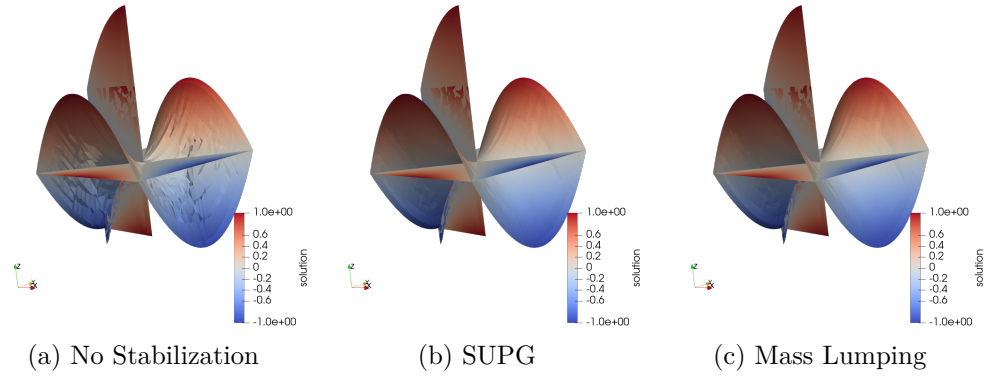 1.0e+00
0.6
0.4
0.2
0
-0.2
-0.4
-0.6
-1.0e+00
solution
Z
X
(a) No Stabilization
1.0e+00
0.6
0.4
0.2
0
-0.2
-0.4
-0.6
-1.0e+00
solution
Z
X
(b) SUPG
1.0e+00
0.6
0.4
0.2
0
-0.2
-0.4
-0.6
-1.0e+00
solution
Z
X
(c) Mass Lumping